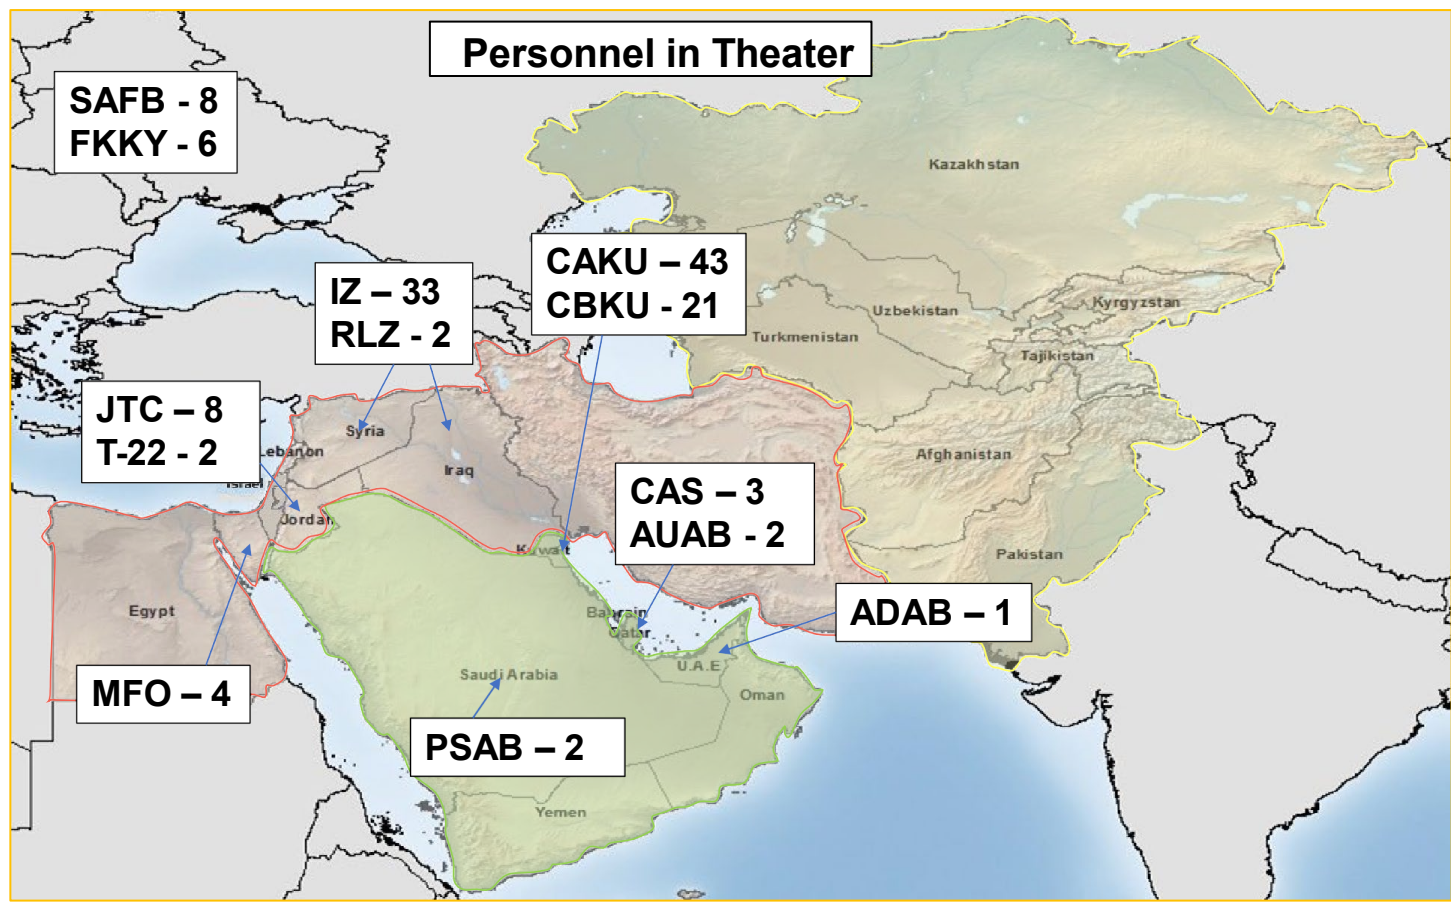 Personnel in Theater
SAFB - 8
FKKY - 6
Kazakhstan
CAKU – 43
CBKU - 21
IZ – 33
RLZ - 2
Kyrgyzstan
Uzbekistan
Turkmenistan
Tajikistan
JTC – 8
T-22 - 2
Syria
Lebanon
Iraq
Afghanistan
Israel
CAS – 3
AUAB - 2
Jordan
Kuwait
Pakistan
Egypt
Bahrain
Qatar
ADAB – 1
U.A.E
Saudi Arabia
Oman
MFO – 4
PSAB – 2
Yemen